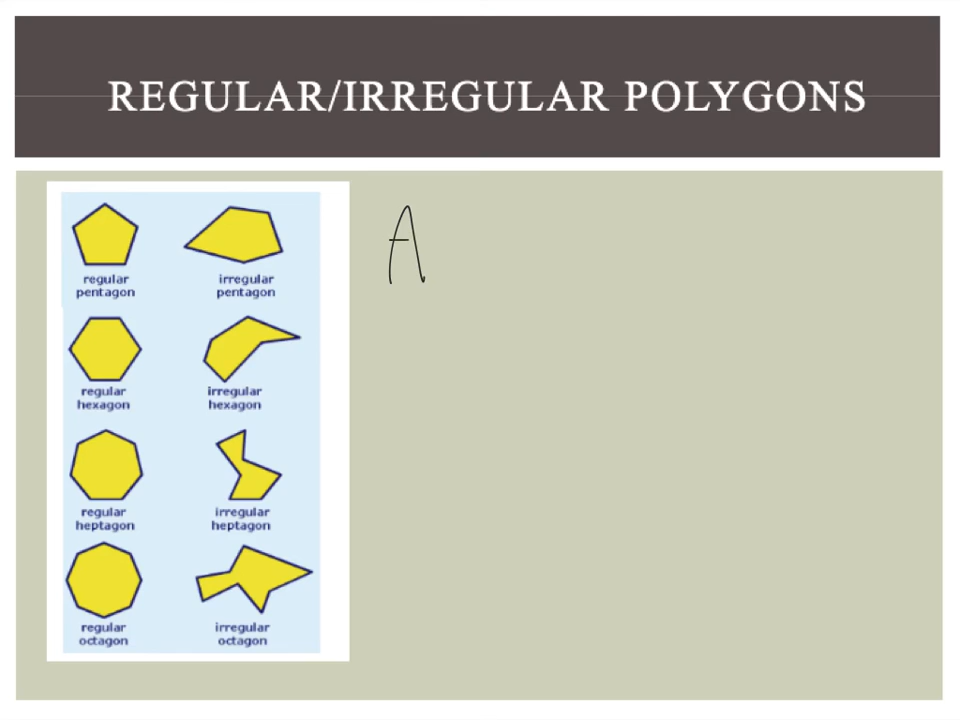 REGULAR/IRREGULAR POLYGONS
A
regular
pentagon
irregular
pentagon
regular
hexagon
irregular
hexagon
regular
heptagon
irregular
heptagon
regular
octagon
irregular
octagon